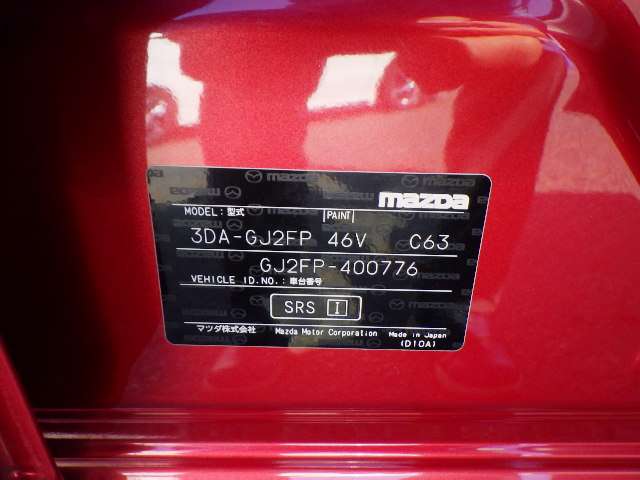 mazda
MODEL : 型式 PAINT
3DA-GJ2FP 46V C63
GJ2FP-400776
VEHICLE ID.NO.: 車台番号
SRS I
マツダ株式会社 Mazda Motor Corporation Made in Japan
(D10A)